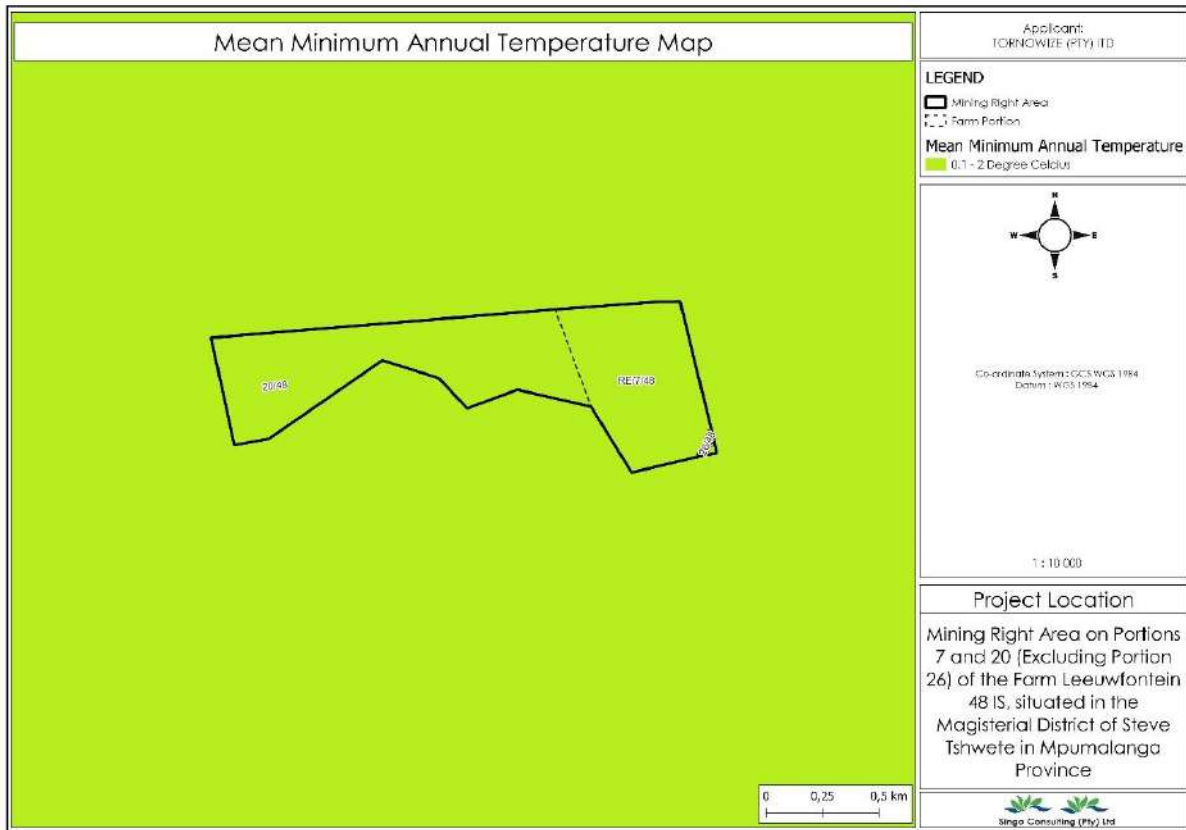 Mean Minimum Annual Temperature Map
Applicant:
TORNOWIZE (PTY) lTD
LEGEND
Mining Right Area
Farm Portion
Mean Minimum Annual Temperature
0.1 - 2 Degree Celcius
N
W E
S
Co-ordinate System : GCS WGS 1984
Datum : WGS 1984
1 : 10 000
Project Location
Mining Right Area on Portions
7 and 20 (Excluding Portion
26) of the Farm Leeuwfontein
48 IS, situated in the
Magisterial District of Steve
Tshwete in Mpumalanga
Province
Singo Consulting (Pty) Ltd
20/48
RE/7/48
0 0,25 0,5 km